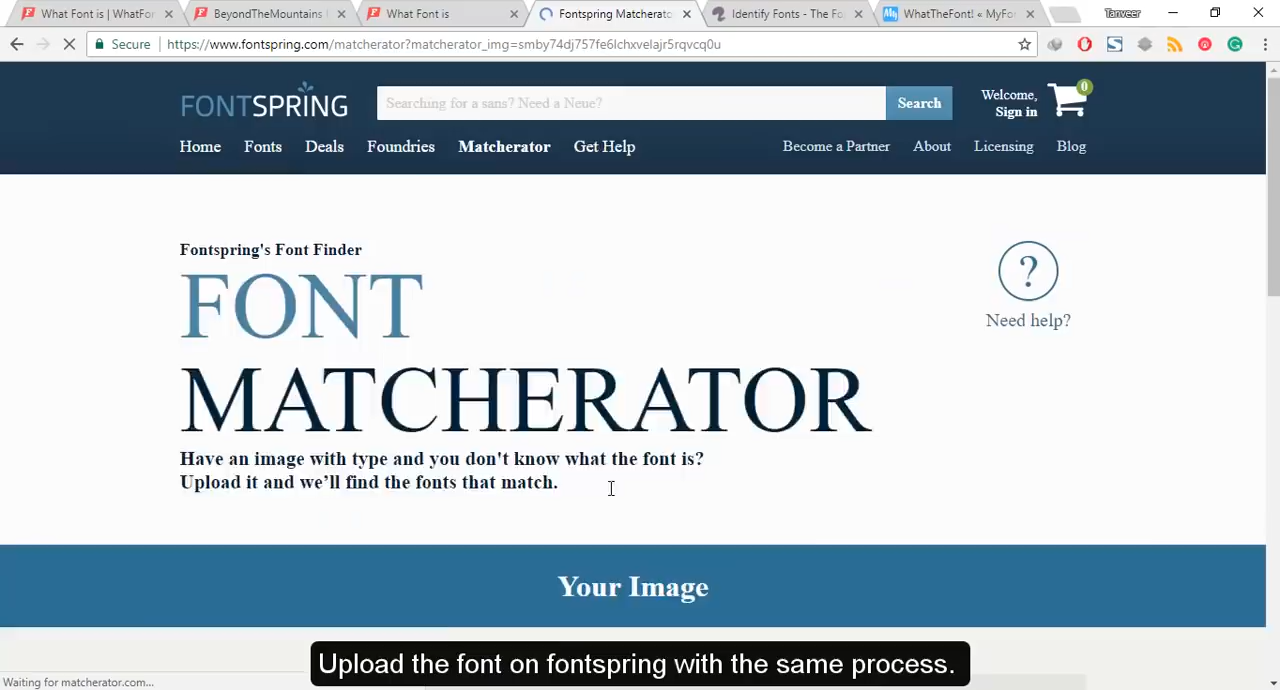 What Font is | WhatFor
BeyondTheMountains
What Font is
Fontspring Matcherato
Identify Fonts - The Fo
WhatTheFont! « MyFo
Tanveer
Secure
https://www.fontspring.com/matcherator?matcherator_img=smby74dj757fe6lchxvelajr5rqvcq0u
FONTSPRING
Searching for a sans? Need a Neue?
Search
Welcome,
Sign in
0
Home Fonts Deals Foundries Matcherator Get Help
Become a Partner About Licensing Blog
Fontspring's Font Finder
FONT
MATCHERATOR
Have an image with type and you don't know what the font is?
Upload it and we’ll find the fonts that match.
?
Need help?
Your Image
Upload the font on fontspring with the same process.
Waiting for matcherator.com...